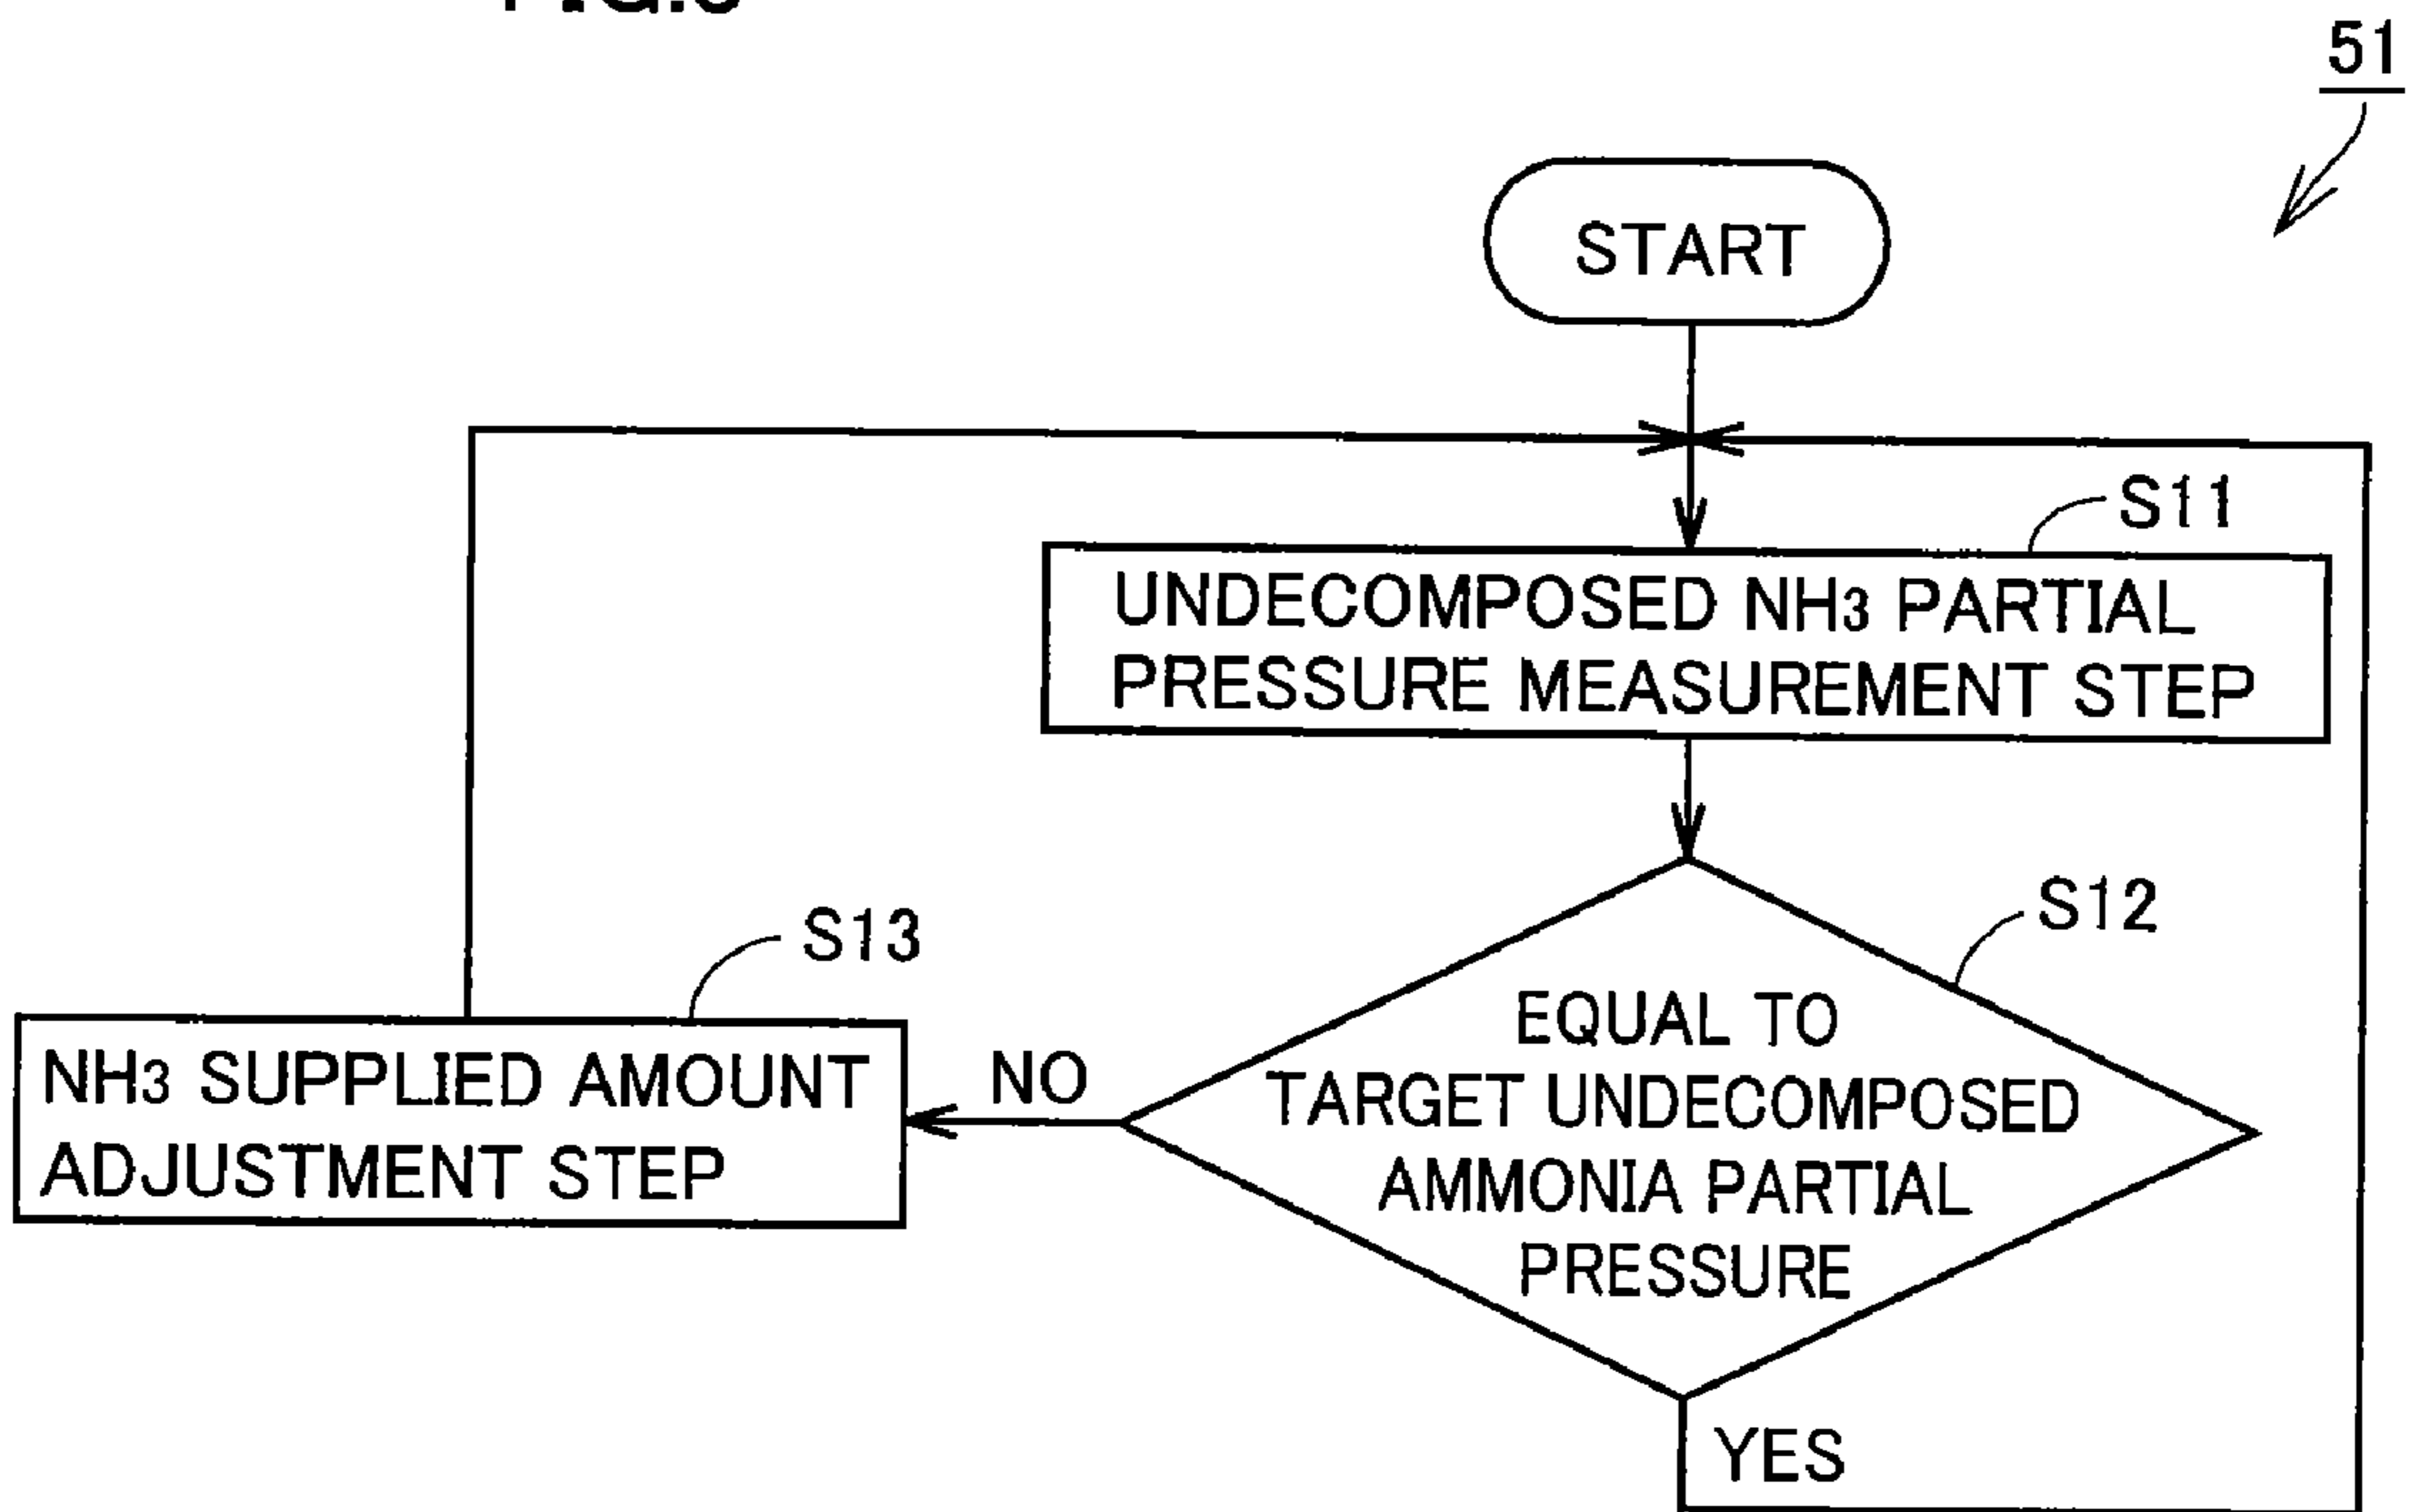 51
START
S11
UNDECOMPOSED NH3 PARTIAL
PRESSURE MEASUREMENT STEP
S12
EQUAL TO
TARGET UNDECOMPOSED
AMMONIA PARTIAL
PRESSURE
S13
NH3 SUPPLIED AMOUNT
ADJUSTMENT STEP
NO
YES